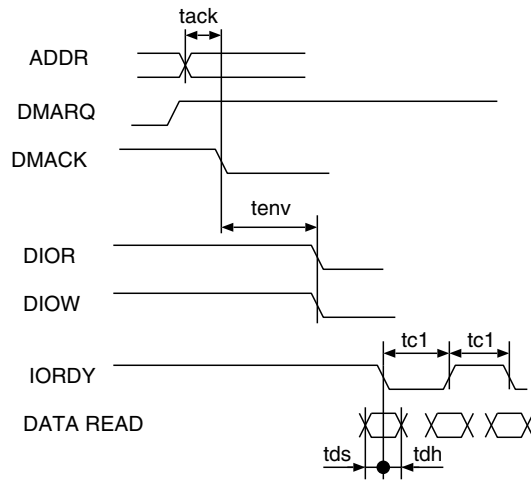 tack
ADDR
DMARQ
DMACK
tenv
DIOR
DIOW
tc1 tc1
IORDY
DATA READ
tds tdh